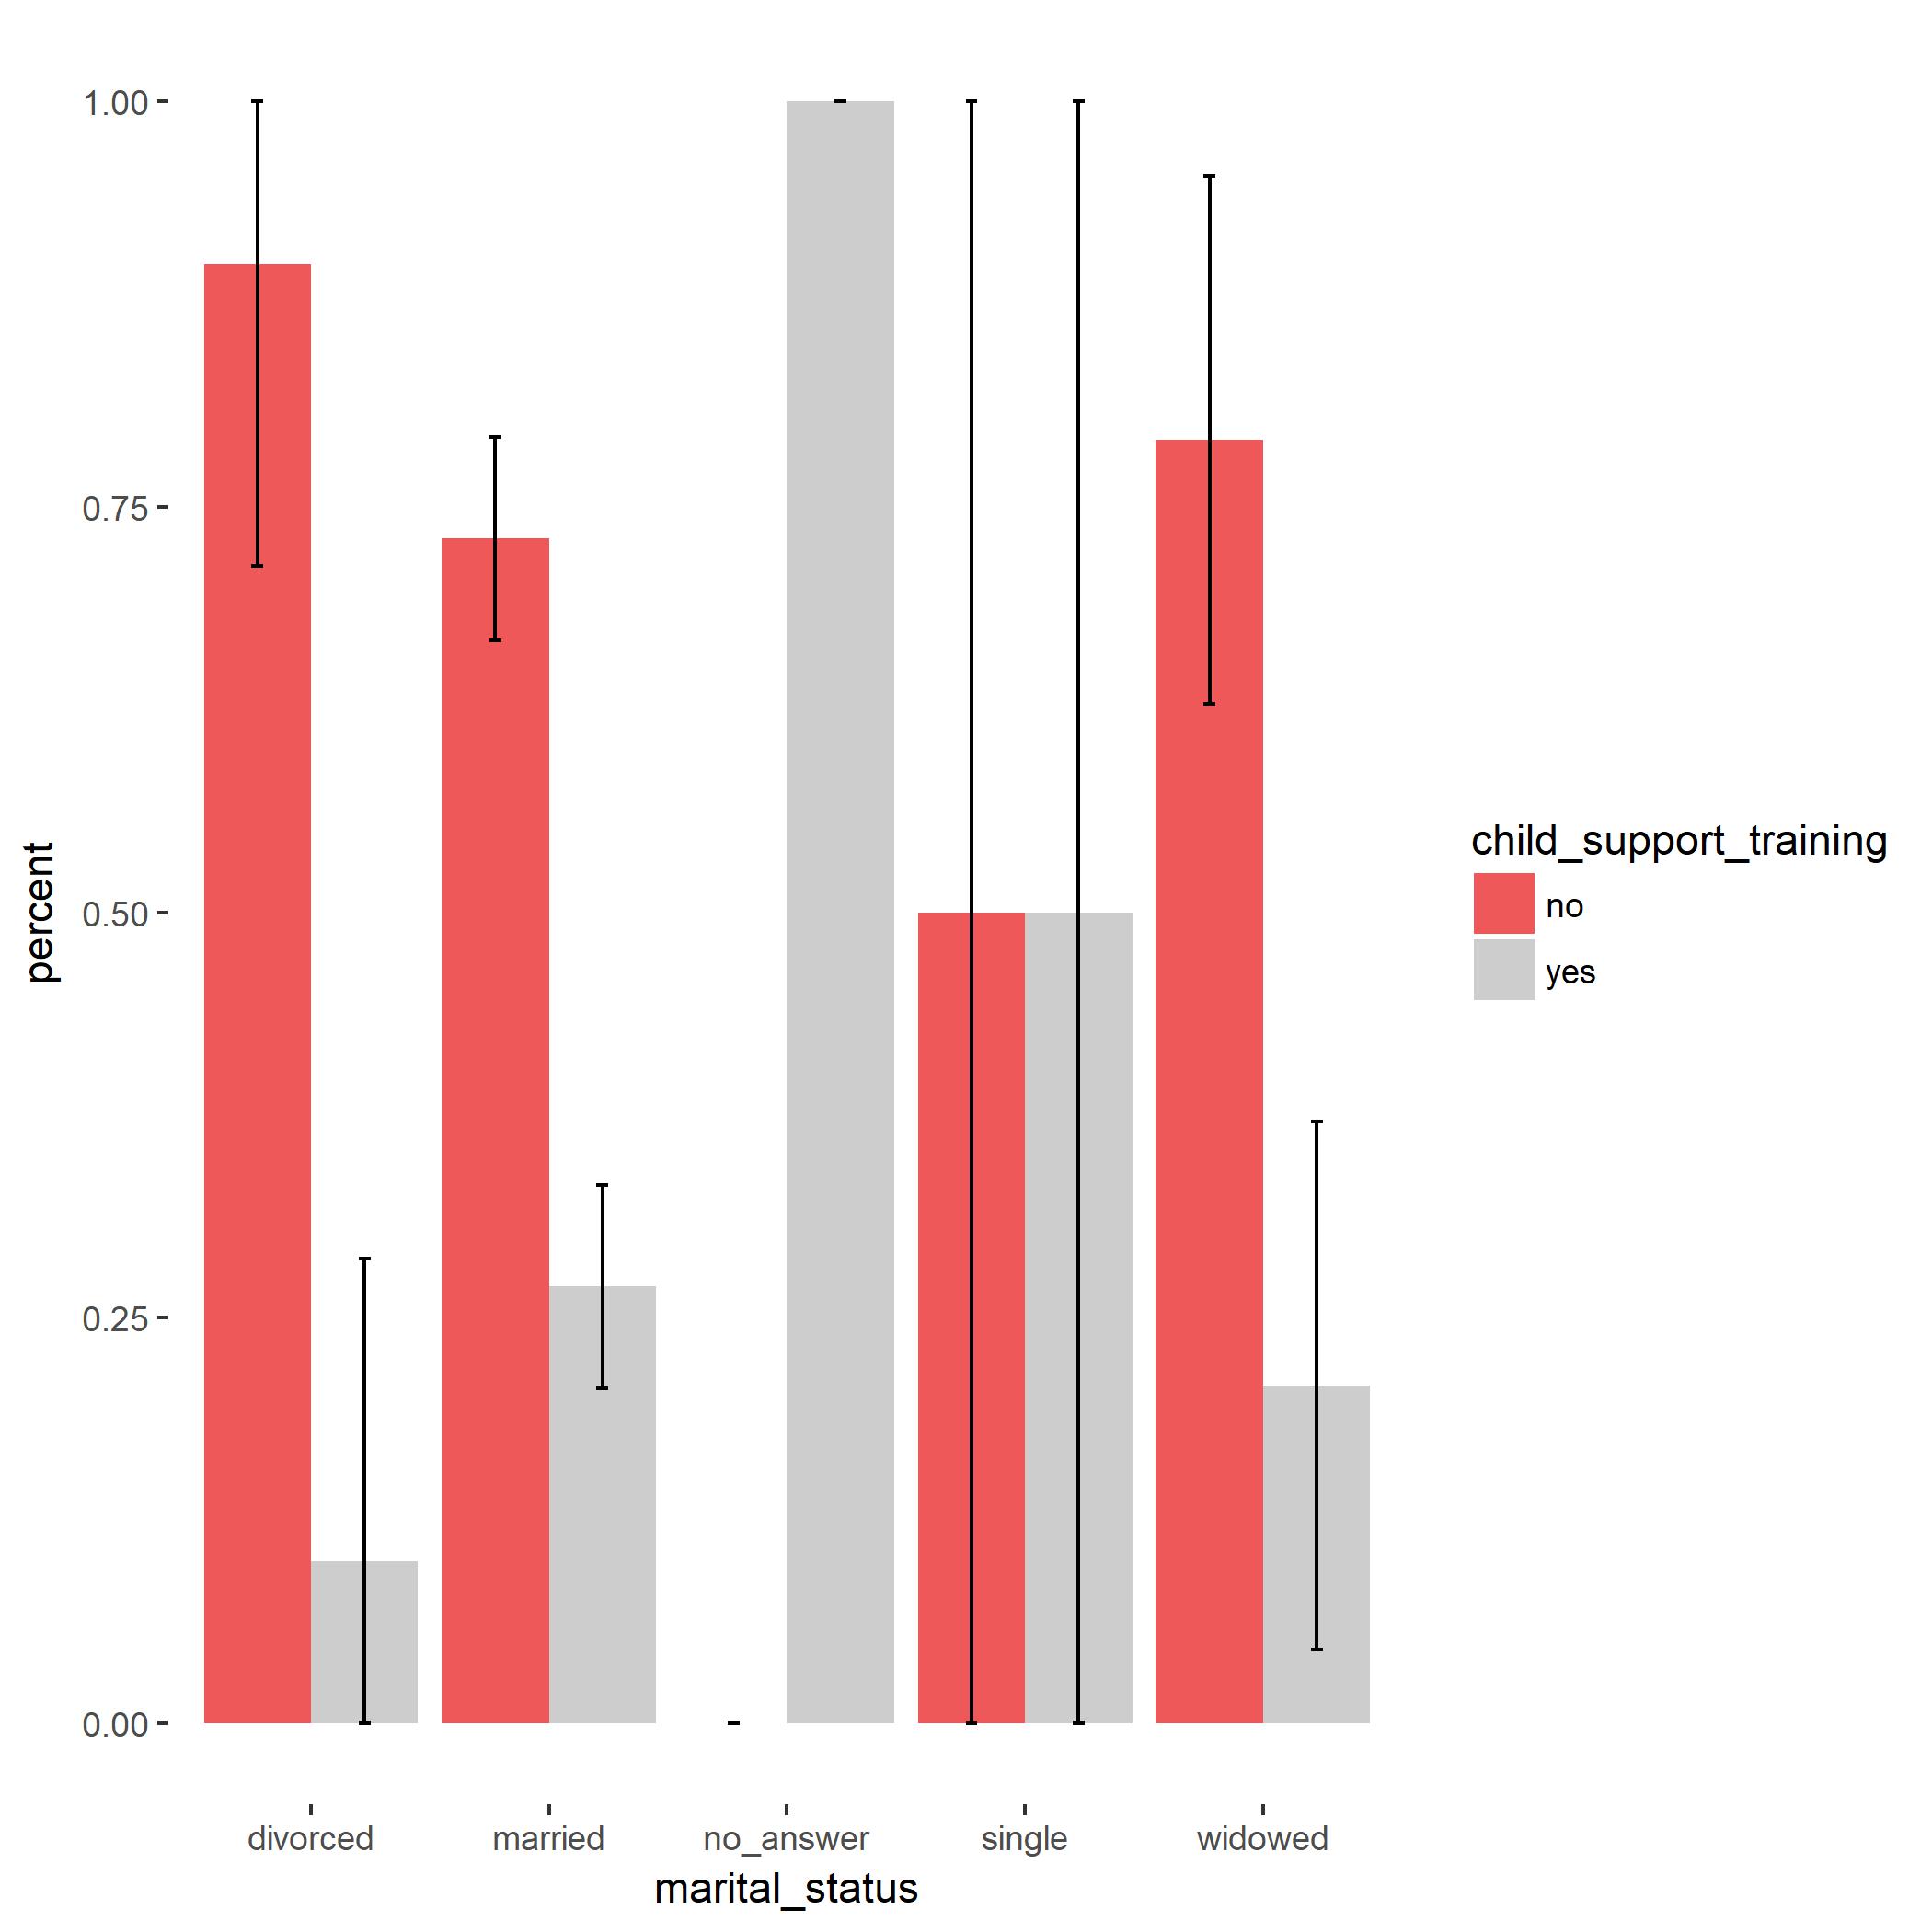 1.00
0.75
0.50
0.25
0.00
percent
divorced
married
no_answer
single
widowed
marital_status
child_support_training
no
yes